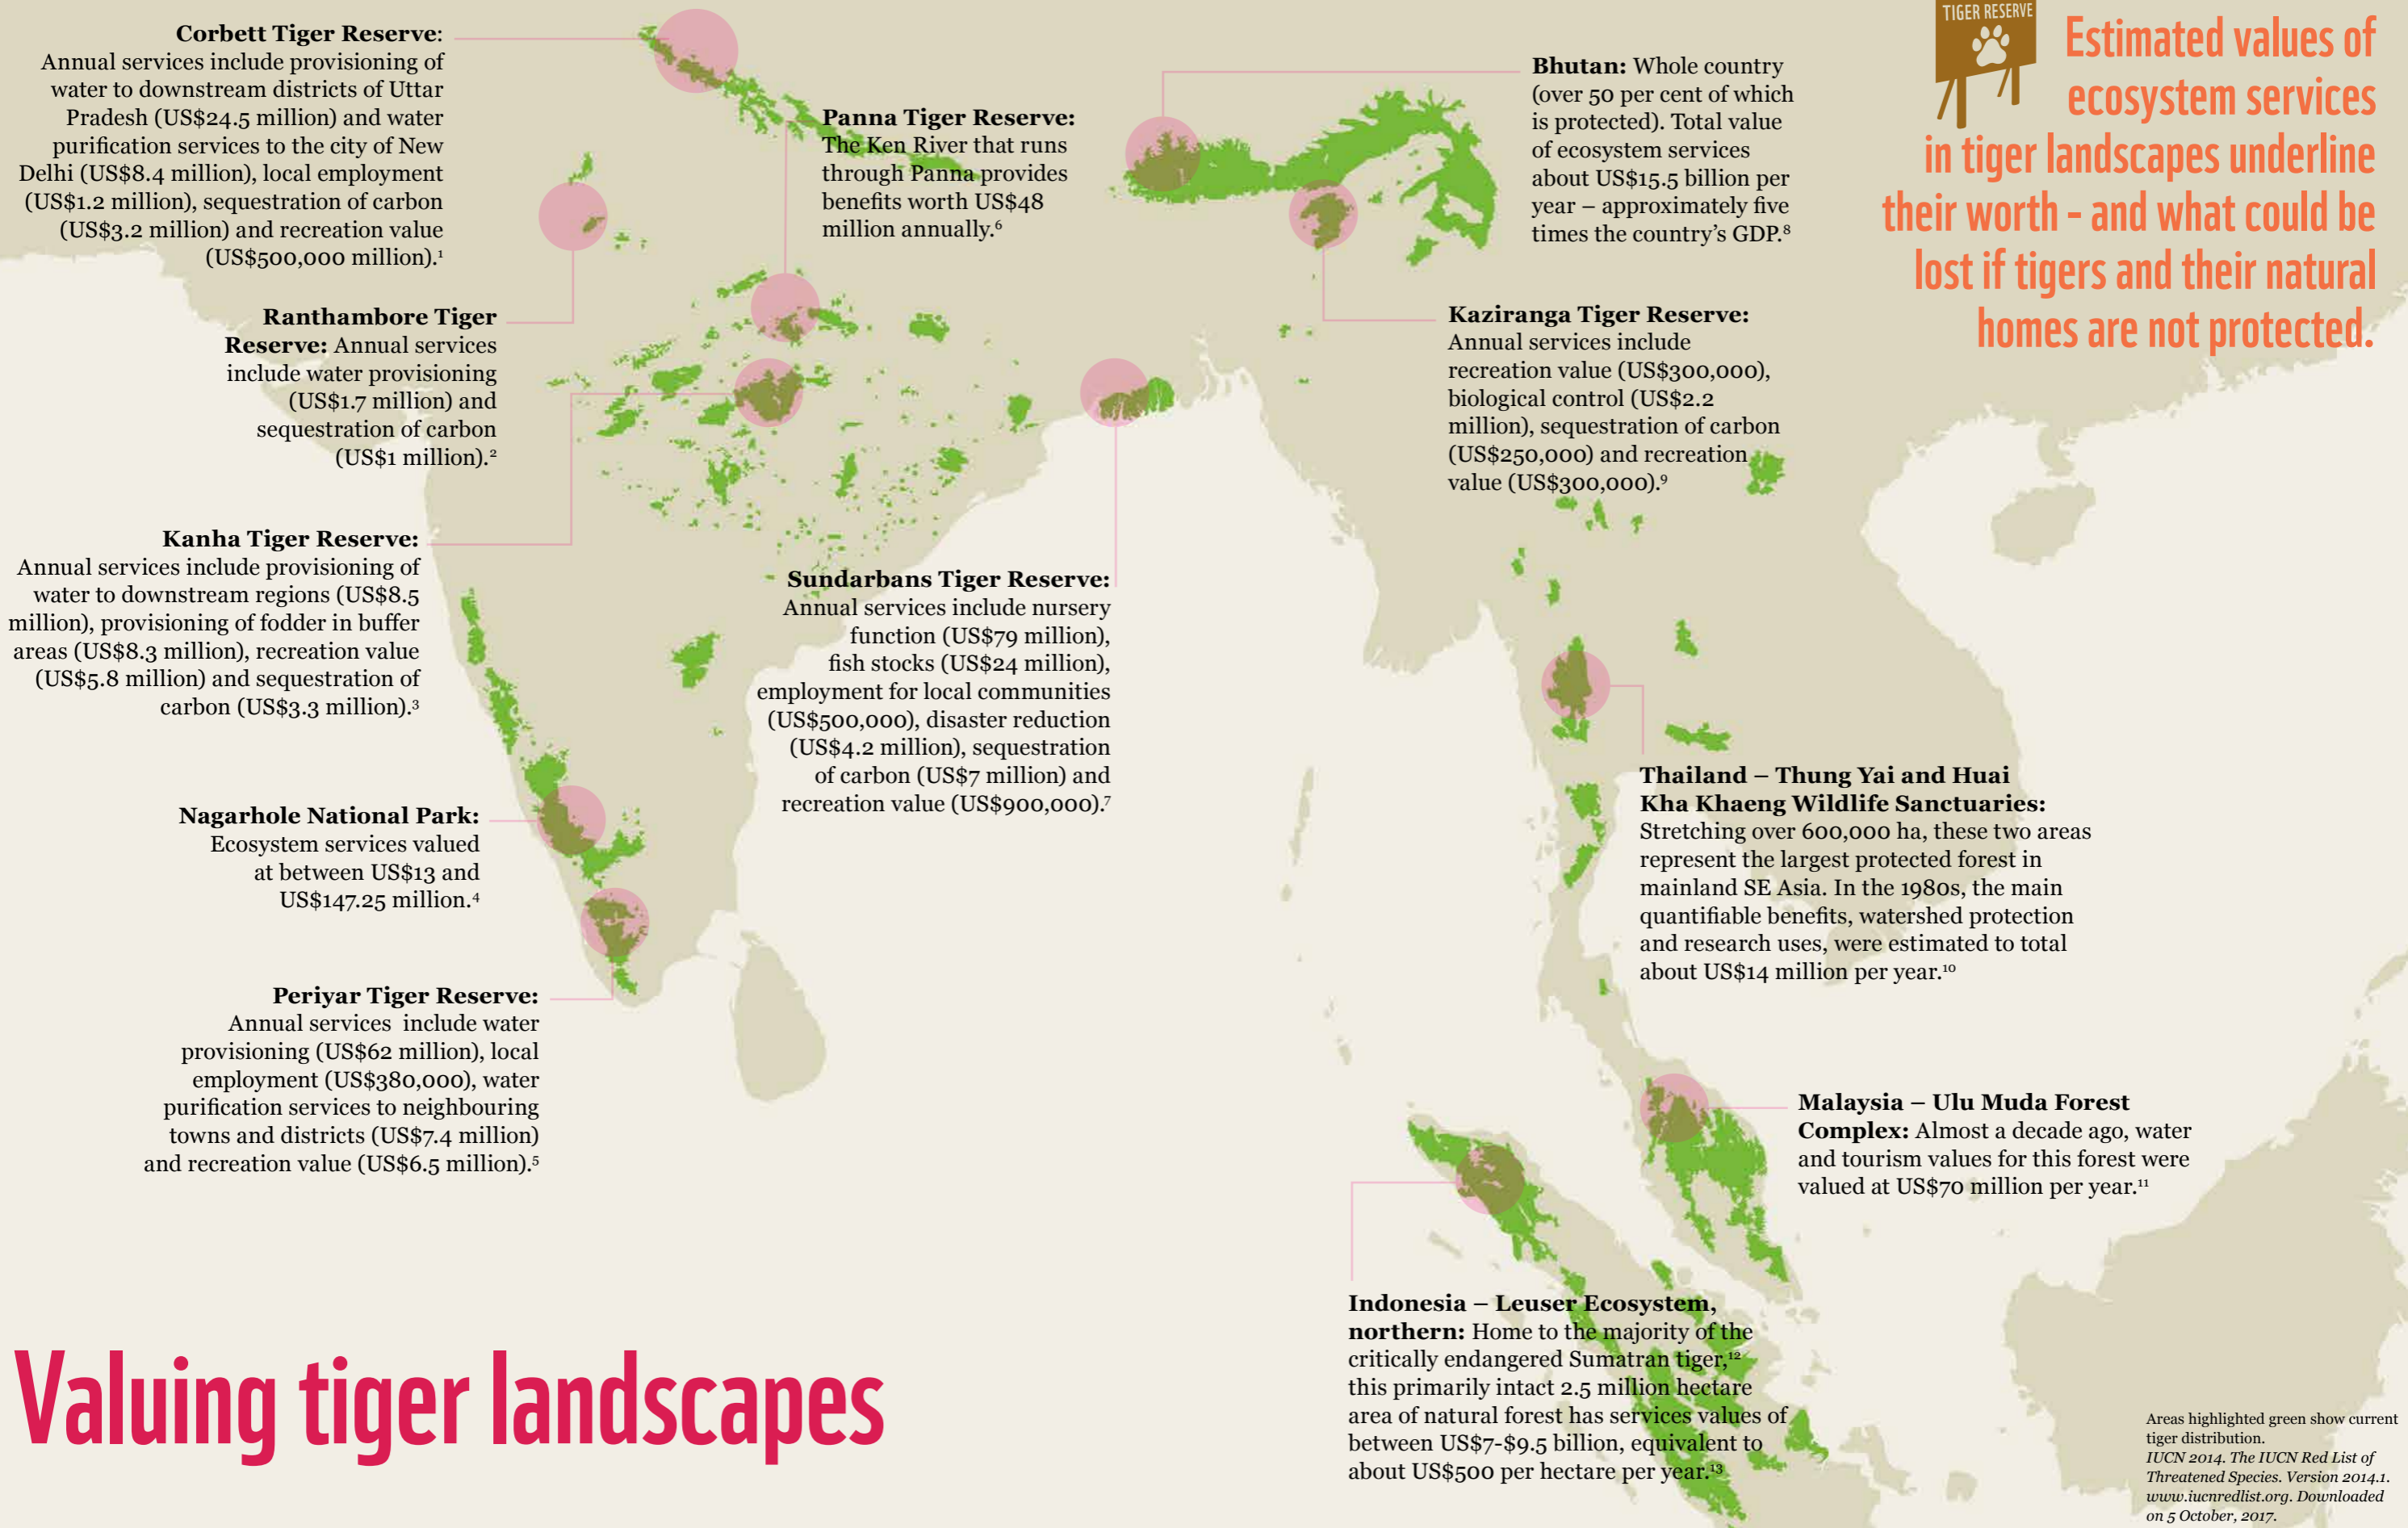 Corbett Tiger Reserve:
Annual services include provisioning of
water to downstream districts of Uttar
Pradesh (US$24.5 million) and water
purification services to the city of New
Delhi (US$8.4 million), local employment
(US$1.2 million), sequestration of carbon
(US$3.2 million) and recreation value
(US$500,000 million).¹
Ranthambore Tiger
Reserve: Annual services
include water provisioning
(US$1.7 million) and
sequestration of carbon
(US$1 million).²
Kanha Tiger Reserve:
Annual services include provisioning of
water to downstream regions (US$8.5
million), provisioning of fodder in buffer
areas (US$8.3 million), recreation value
(US$5.8 million) and sequestration of
carbon (US$3.3 million).³
Nagarhole National Park:
Ecosystem services valued
at between US$13 and
US$147.25 million.⁴
Periyar Tiger Reserve:
Annual services include water
provisioning (US$62 million), local
employment (US$380,000), water
purification services to neighbouring
towns and districts (US$7.4 million)
and recreation value (US$6.5 million).⁵
Panna Tiger Reserve:
The Ken River that runs
through Panna provides
benefits worth US$48
million annually.⁶
Sundarbans Tiger Reserve:
Annual services include nursery
function (US$79 million),
fish stocks (US$24 million),
employment for local communities
(US$500,000), disaster reduction
(US$4.2 million), sequestration
of carbon (US$7 million) and
recreation value (US$900,000).⁷
Bhutan: Whole country
(over 50 per cent of which
is protected). Total value
of ecosystem services
about US$15.5 billion per
year – approximately five
times the country’s GDP.⁸
Kaziranga Tiger Reserve:
Annual services include
recreation value (US$300,000),
biological control (US$2.2
million), sequestration of carbon
(US$250,000) and recreation
value (US$300,000).⁹
Thailand – Thung Yai and Huai
Kha Khaeng Wildlife Sanctuaries:
Stretching over 600,000 ha, these two areas
represent the largest protected forest in
mainland SE Asia. In the 1980s, the main
quantifiable benefits, watershed protection
and research uses, were estimated to total
about US$14 million per year.¹⁰
Malaysia – Ulu Muda Forest
Complex: Almost a decade ago, water
and tourism values for this forest were
valued at US$70 million per year.¹¹
Indonesia – Leuser Ecosystem,
northern: Home to the majority of the
critically endangered Sumatran tiger,¹²
this primarily intact 2.5 million hectare
area of natural forest has services values of
between US$7-$9.5 billion, equivalent to
about US$500 per hectare per year.¹³
TIGER RESERVE
Estimated values of
ecosystem services
in tiger landscapes underline
their worth - and what could be
lost if tigers and their natural
homes are not protected.
Valuing tiger landscapes
Areas highlighted green show current
tiger distribution.
IUCN 2014. The IUCN Red List of
Threatened Species. Version 2014.1.
www.iucnredlist.org. Downloaded
on 5 October, 2017.